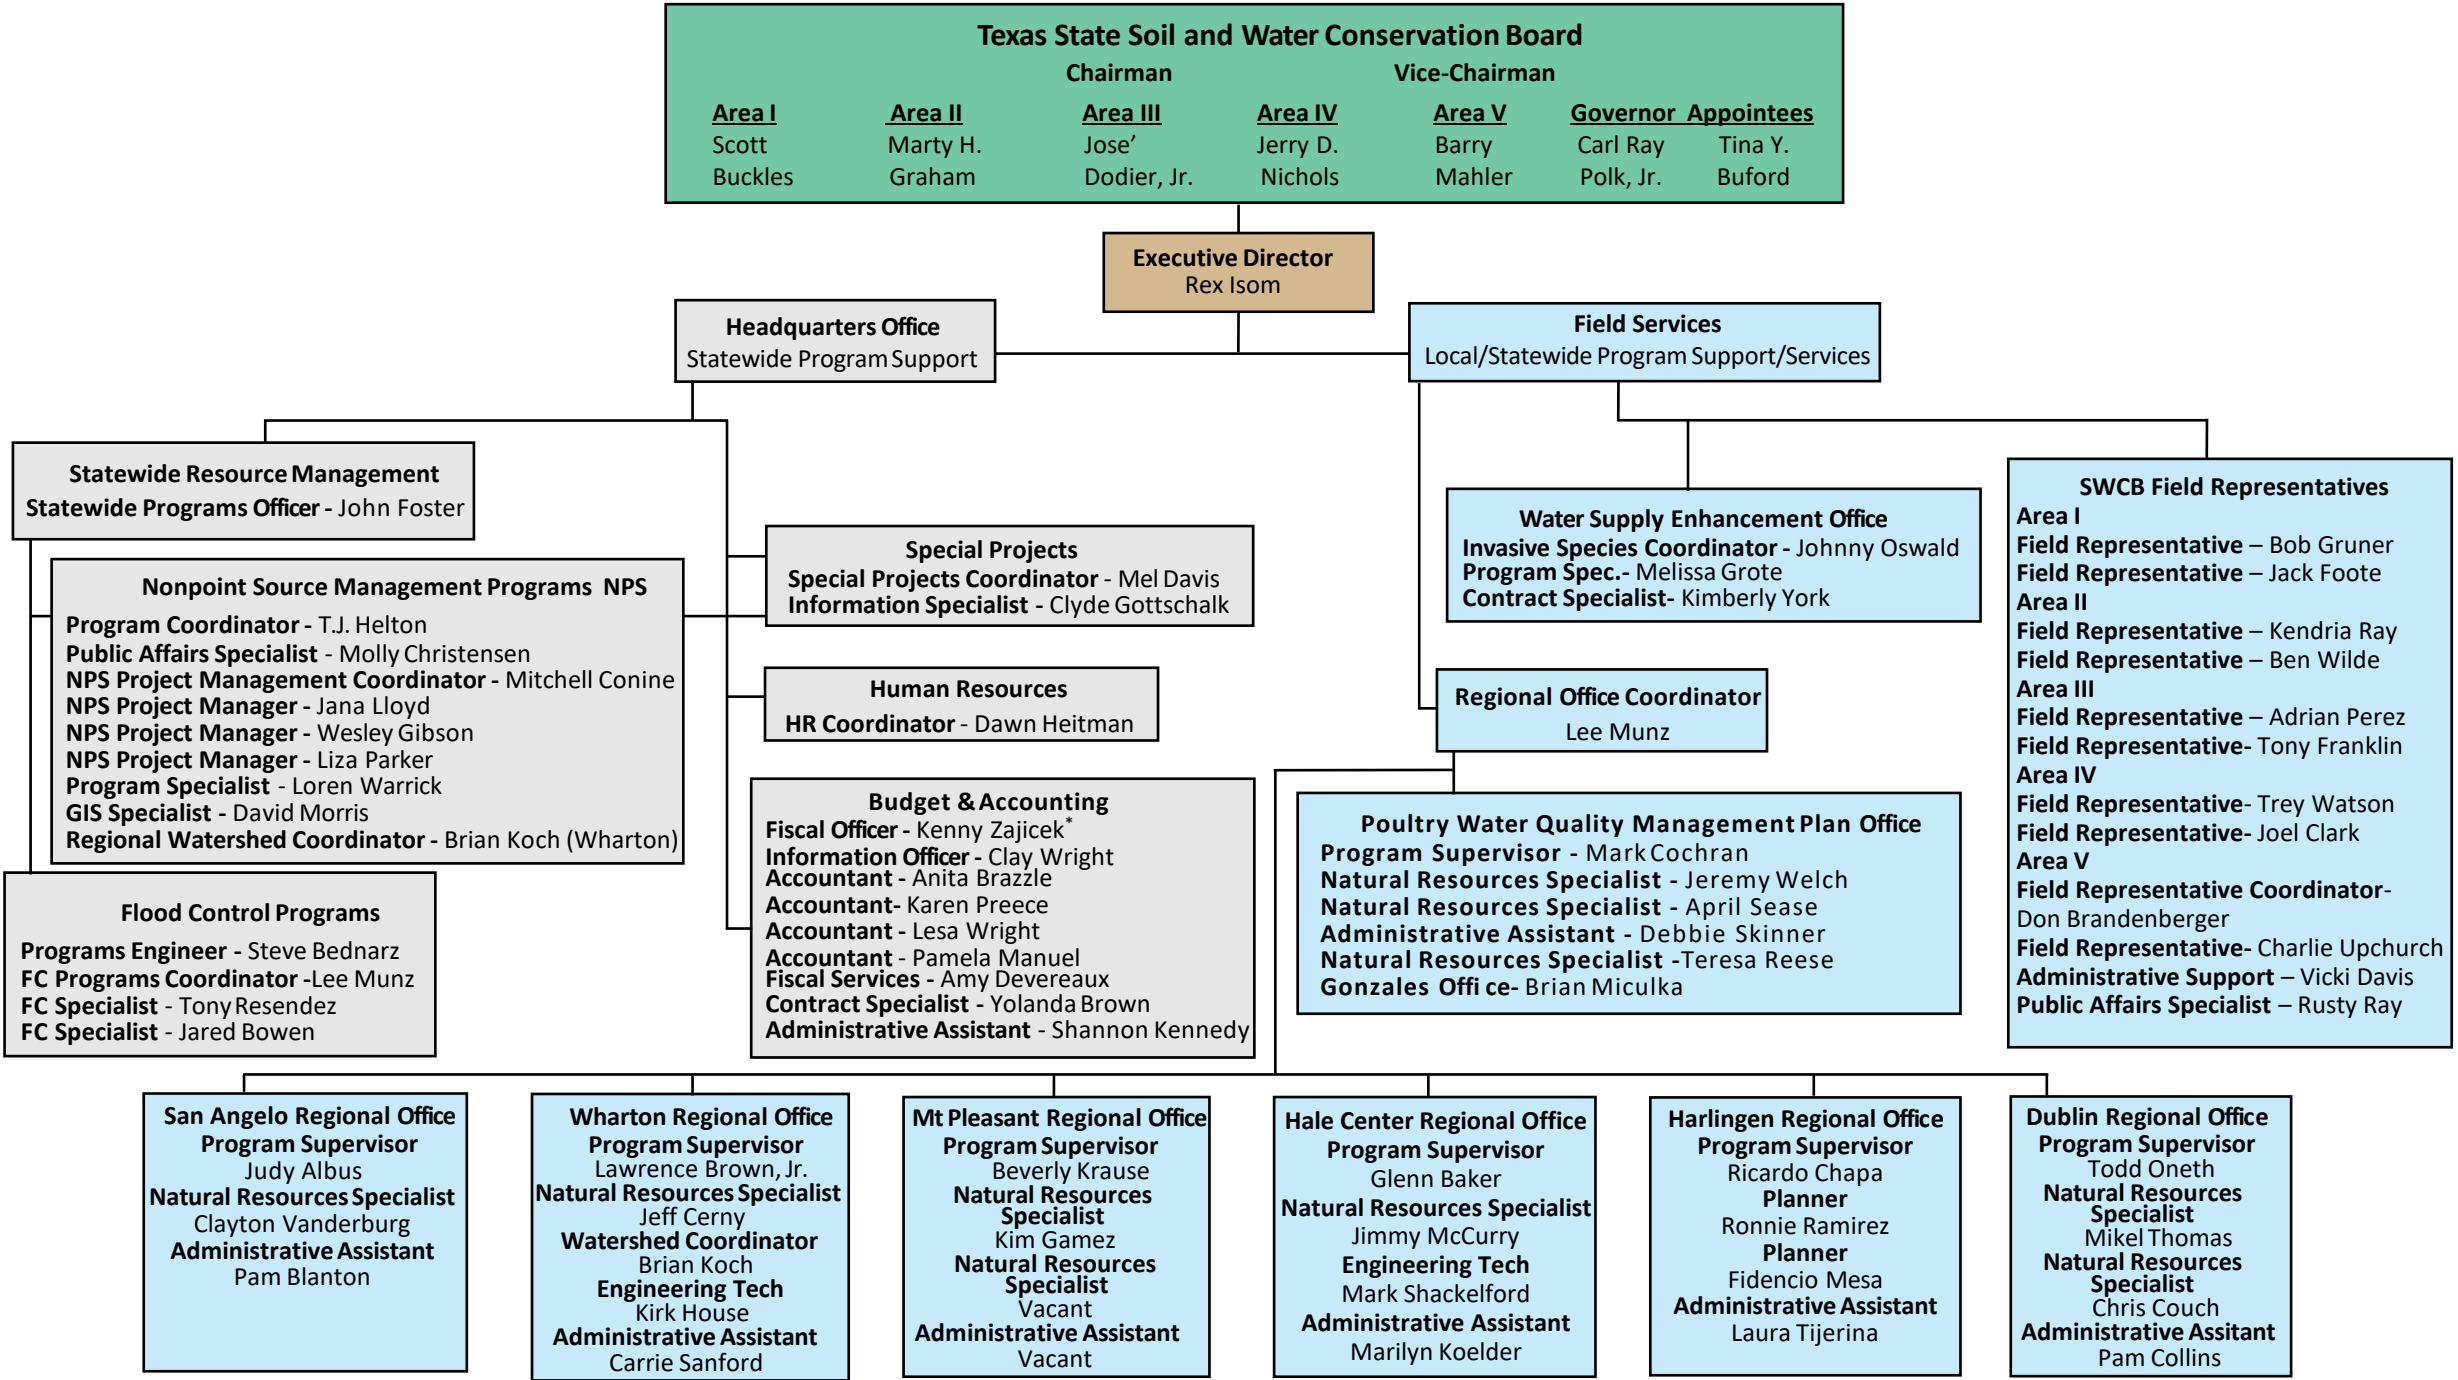 Texas State Soil and Water Conservation Board
Chairman Vice-Chairman
Area I Area II Area III Area IV Area V Governor Appointees
Scott Marty H. Jose’ Jerry D. Barry Carl Ray Tina Y.
Buckles Graham Dodier, Jr. Nichols Mahler Polk, Jr. Buford
Executive Director
Rex Isom
Headquarters Office
Statewide Program Support
Field Services
Local/Statewide Program Support/Services
Statewide Resource Management
Statewide Programs Officer - John Foster
Nonpoint Source Management Programs NPS
Program Coordinator - T.J. Helton
Public Affairs Specialist - Molly Christensen
NPS Project Management Coordinator - Mitchell Conine
NPS Project Manager - Jana Lloyd
NPS Project Manager - Wesley Gibson
NPS Project Manager - Liza Parker
Program Specialist - Loren Warrick
GIS Specialist - David Morris
Regional Watershed Coordinator - Brian Koch (Wharton)
Flood Control Programs
Programs Engineer - Steve Bednarz
FC Programs Coordinator -Lee Munz
FC Specialist - Tony Resendez
FC Specialist - Jared Bowen
Special Projects
Special Projects Coordinator - Mel Davis
Information Specialist - Clyde Gottschalk
Human Resources
HR Coordinator - Dawn Heitman
Budget & Accounting
Fiscal Officer - Kenny Zajicek*
Information Officer - Clay Wright
Accountant - Anita Brazzle
Accountant- Karen Preece
Accountant - Lesa Wright
Accountant - Pamela Manuel
Fiscal Services - Amy Devereaux
Contract Specialist - Yolanda Brown
Administrative Assistant - Shannon Kennedy
Water Supply Enhancement Office
Invasive Species Coordinator - Johnny Oswald
Program Spec.- Melissa Grote
Contract Specialist- Kimberly York
Regional Office Coordinator
Lee Munz
Poultry Water Quality Management Plan Office
Program Supervisor - Mark Cochran
Natural Resources Specialist - Jeremy Welch
Natural Resources Specialist - April Sease
Administrative Assistant - Debbie Skinner
Natural Resources Specialist -Teresa Reese
Gonzales Offi ce- Brian Miculka
SWCB Field Representatives
Area I
Field Representative – Bob Gruner
Field Representative – Jack Foote
Area II
Field Representative – Kendria Ray
Field Representative – Ben Wilde
Area III
Field Representative – Adrian Perez
Field Representative- Tony Franklin
Area IV
Field Representative- Trey Watson
Field Representative- Joel Clark
Area V
Field Representative Coordinator-
Don Brandenberger
Field Representative- Charlie Upchurch
Administrative Support – Vicki Davis
Public Affairs Specialist – Rusty Ray
San Angelo Regional Office
Program Supervisor
Judy Albus
Natural Resources Specialist
Clayton Vanderburg
Administrative Assistant
Pam Blanton
Wharton Regional Office
Program Supervisor
Lawrence Brown, Jr.
Natural Resources Specialist
Jeff Cerny
Watershed Coordinator
Brian Koch
Engineering Tech
Kirk House
Administrative Assistant
Carrie Sanford
Mt Pleasant Regional Office
Program Supervisor
Beverly Krause
Natural Resources
Specialist
Kim Gamez
Natural Resources
Specialist
Vacant
Administrative Assistant
Vacant
Hale Center Regional Office
Program Supervisor
Glenn Baker
Natural Resources Specialist
Jimmy McCurry
Engineering Tech
Mark Shackelford
Administrative Assistant
Marilyn Koelder
Harlingen Regional Office
Program Supervisor
Ricardo Chapa
Planner
Ronnie Ramirez
Planner
Fidencio Mesa
Administrative Assistant
Laura Tijerina
Dublin Regional Office
Program Supervisor
Todd Oneth
Natural Resources
Specialist
Mikel Thomas
Natural Resources
Specialist
Chris Couch
Administrative Assitant
Pam Collins